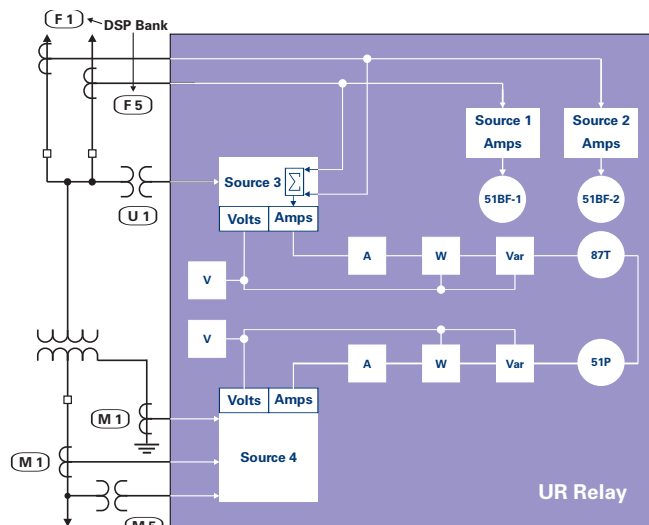 F 1
DSP Bank
F 5
Source 1
Amps
Source 2
Amps
Source 3
Σ
51BF-1
51BF-2
U 1
Volts
Amps
A
W
Var
87T
V
V
A
W
Var
51P
Volts
Amps
M 1
Source 4
M 1
UR Relay
M 5